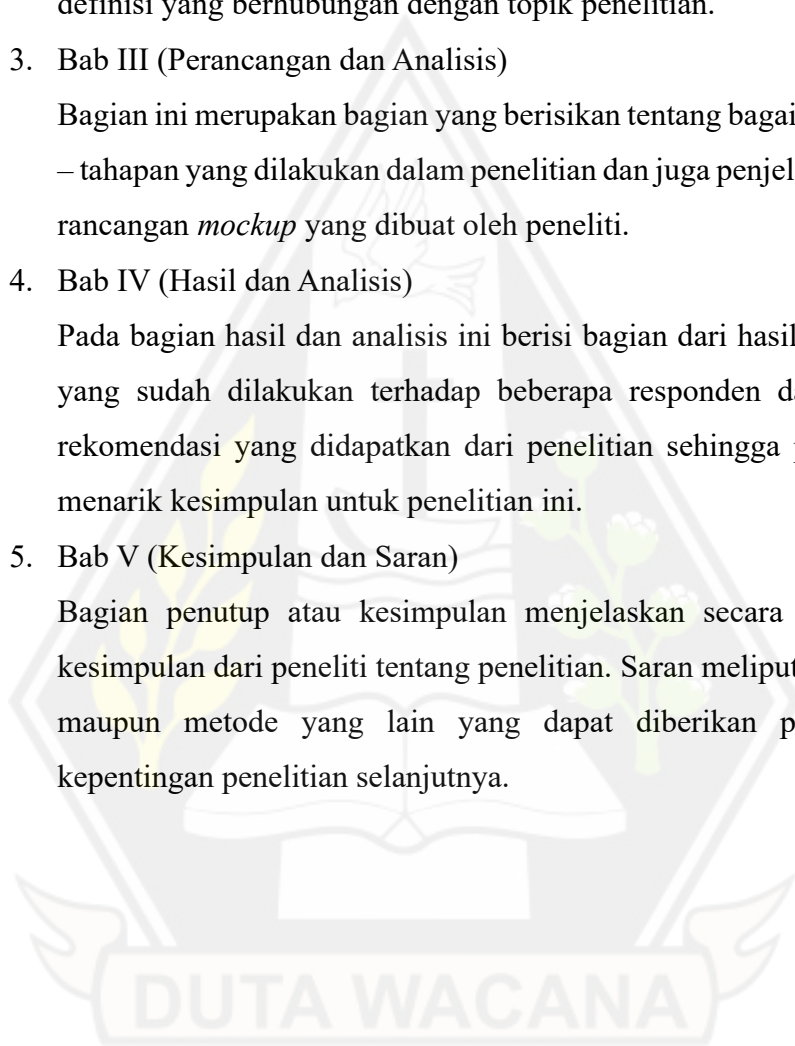 definisi yang berhubungan dengan topik penelitian.
3. Bab III (Perancangan dan Analisis)
Bagian ini merupakan bagian yang berisikan tentang bagai
– tahapan yang dilakukan dalam penelitian dan juga penjel
rancangan mockup yang dibuat oleh peneliti.
4. Bab IV (Hasil dan Analisis)
Pada bagian hasil dan analisis ini berisi bagian dari hasil
yang sudah dilakukan terhadap beberapa responden d
rekomendasi yang didapatkan dari penelitian sehingga
menarik kesimpulan untuk penelitian ini.
5. Bab V (Kesimpulan dan Saran)
Bagian penutup atau kesimpulan menjelaskan secara
kesimpulan dari peneliti tentang penelitian. Saran meliput
maupun metode yang lain yang dapat diberikan p
kepentingan penelitian selanjutnya.
DUTA WACANA